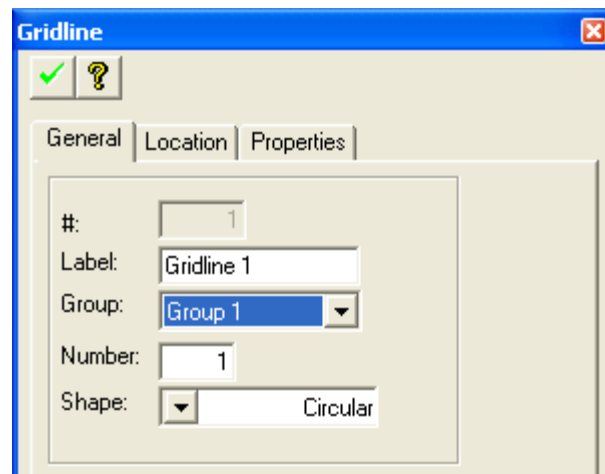 Gridline
General Location Properties
#: 1
Label: Gridline 1
Group: Group 1
Number: 1
Shape: Circular